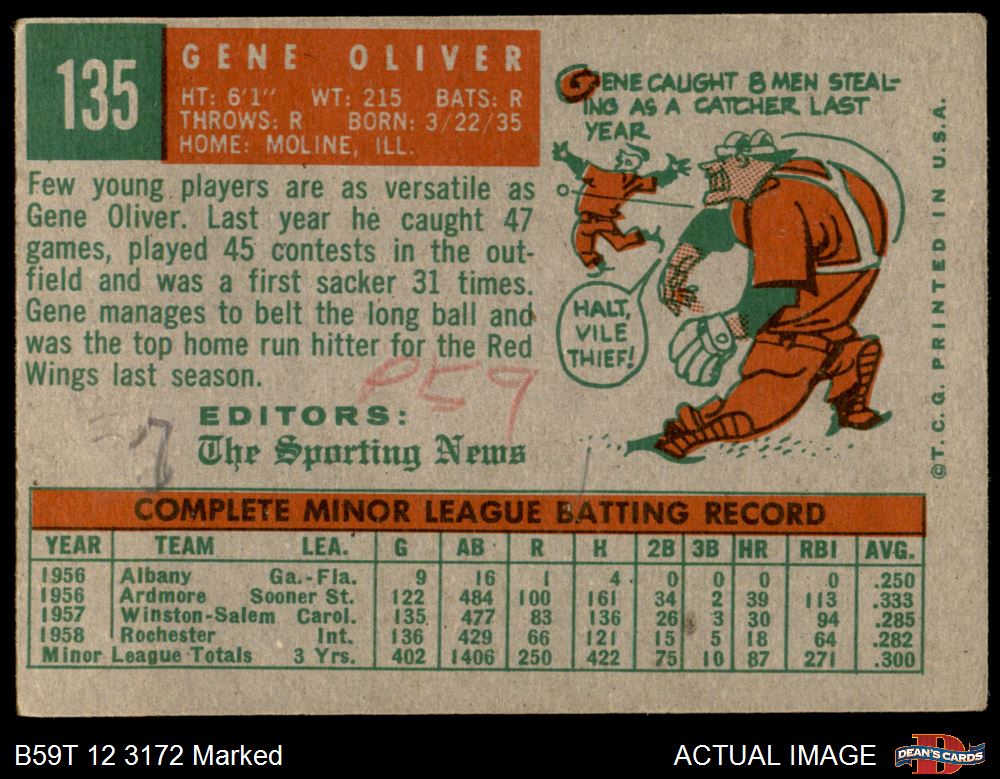 135
GENE OLIVER
HT: 6'1" WT: 215 BATS: R
THROWS: R BORN: 3/22/35
HOME: MOLINE, ILL.
Few young players are as versatile as
Gene Oliver. Last year he caught 47
games, played 45 contests in the out-
field and was a first sacker 31 times.
Gene manages to belt the long ball and
was the top home run hitter for the Red
Wings last season.
P59
EDITORS:
The Sporting News
GENE CAUGHT 8 MEN STEAL-
ING AS A CATCHER LAST
YEAR
HALT,
VILE
THIEF!
©T. C. G. PRINTED IN U.S.A.
COMPLETE MINOR LEAGUE BATTING RECORD
YEAR TEAM LEA. G AB R H 2B 3B HR RBI AVG.
1956 Albany Ga.-Fla. 9 16 1 4 0 0 0 0 .250
1956 Ardmore Sooner St. 122 484 100 161 34 2 39 113 .333
1957 Winston-Salem Carol. 135 477 83 136 26 3 30 94 .285
1958 Rochester Int. 136 429 66 121 15 5 18 64 .282
Minor League Totals 3 Yrs. 402 1406 250 422 75 10 87 271 .300
B59T 12 3172 Marked
ACTUAL IMAGE
DEAN'S CARDS